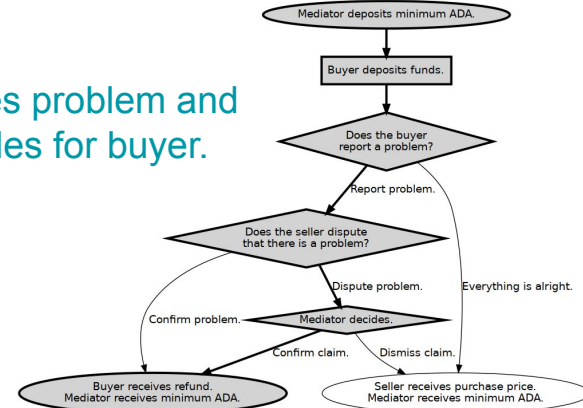 es problem and
les for buyer.
Mediator deposits minimum ADA.
Buyer deposits funds.
Does the buyer
report a problem?
Report problem.
Does the seller dispute
that there is a problem?
Dispute problem.
Everything is alright.
Confirm problem.
Mediator decides.
Confirm claim.
Dismiss claim.
Buyer receives refund.
Mediator receives minimum ADA.
Seller receives purchase price.
Mediator receives minimum ADA.